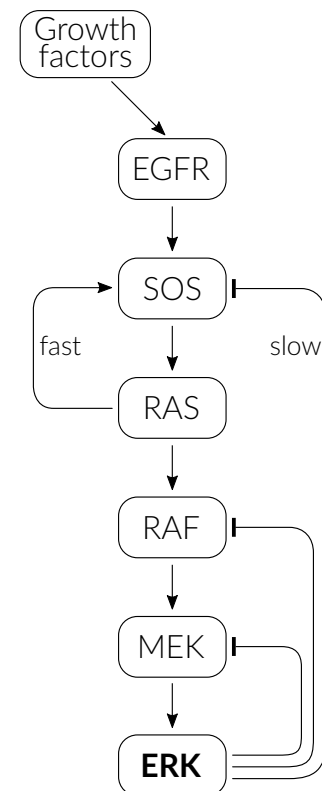 Growth
factors
EGFR
SOS
fast
slow
RAS
RAF
MEK
ERK